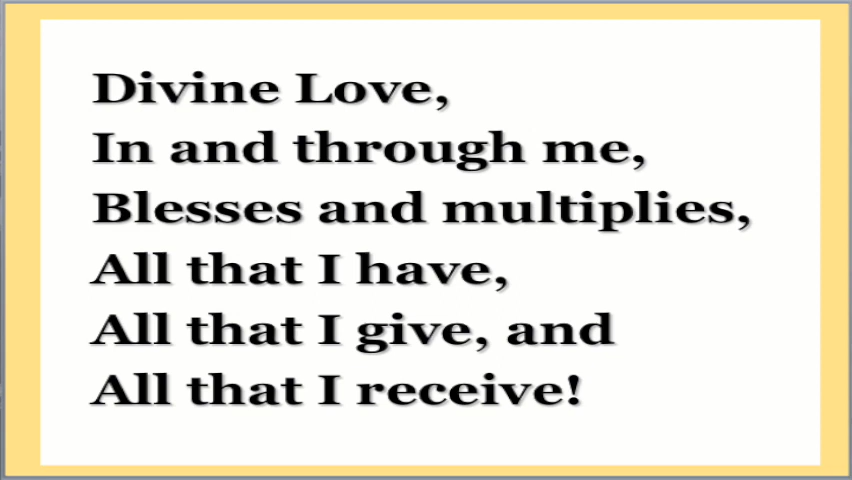 Divine Love,
In and through me,
Blesses and multiplies,
All that I have,
All that I give, and
All that I receive!